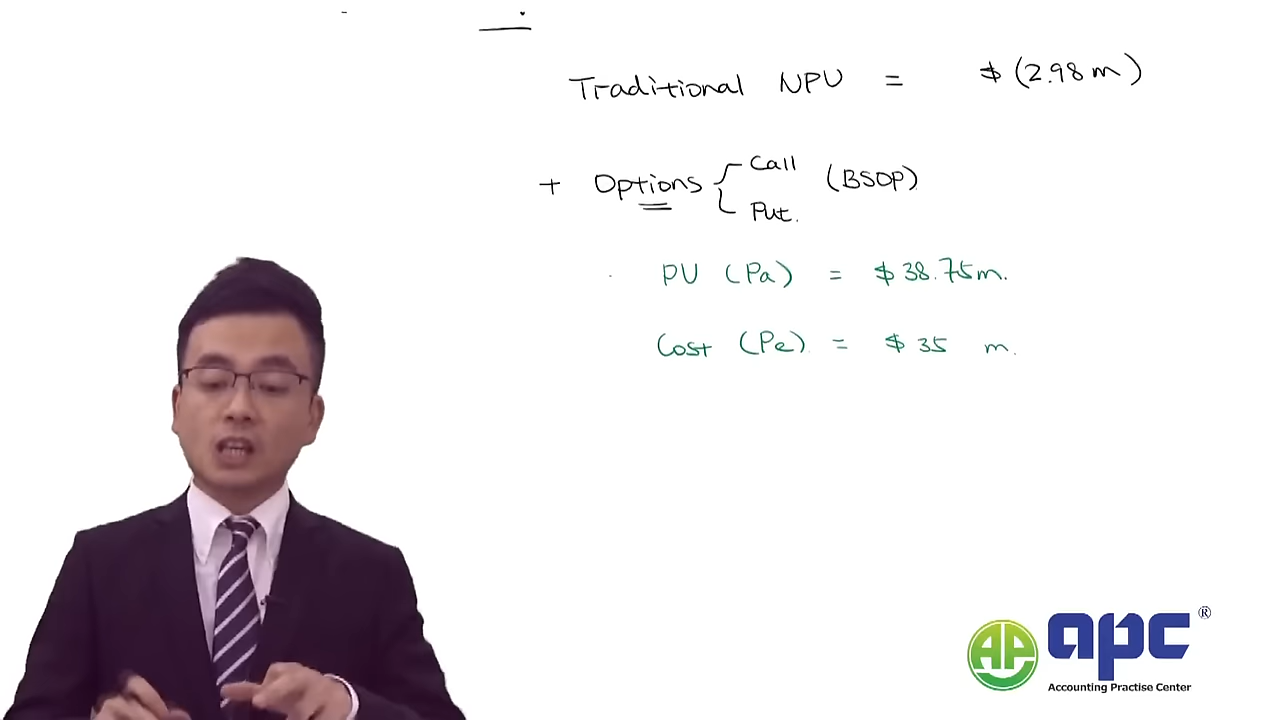 Traditional NPV = $ (2.98 m)
+ Options Call (BSOP)
Put.
PV (Pa) = $38.75m.
Cost (Pe) = $ 35 m.
AP apc ®
Accounting Practise Center